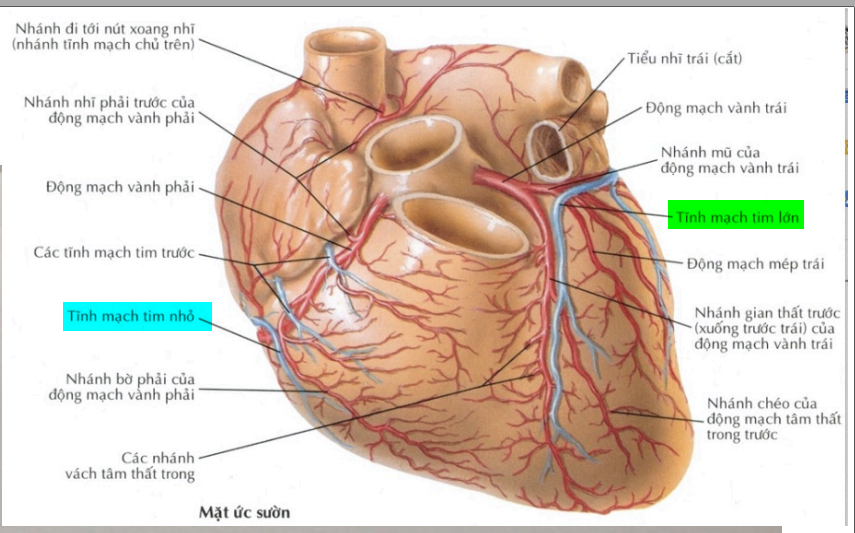 Nhánh đi tới nút xoang nhĩ
(nhánh tĩnh mạch chủ trên)
Nhánh nhĩ phải trước của
động mạch vành phải
Động mạch vành phải
Các tĩnh mạch tim trước
Tĩnh mạch tim nhỏ
Nhánh bờ phải của
động mạch vành phải
Các nhánh
vách tâm thất trong
Tiểu nhĩ trái (cắt)
Động mạch vành trái
Nhánh mũ của
động mạch vành trái
Tĩnh mạch tim lớn
Động mạch mép trái
Nhánh gian thất trước
(xuống trước trái) của
động mạch vành trái
Nhánh chéo của
động mạch tâm thất
trong trước
Mặt ức sườn